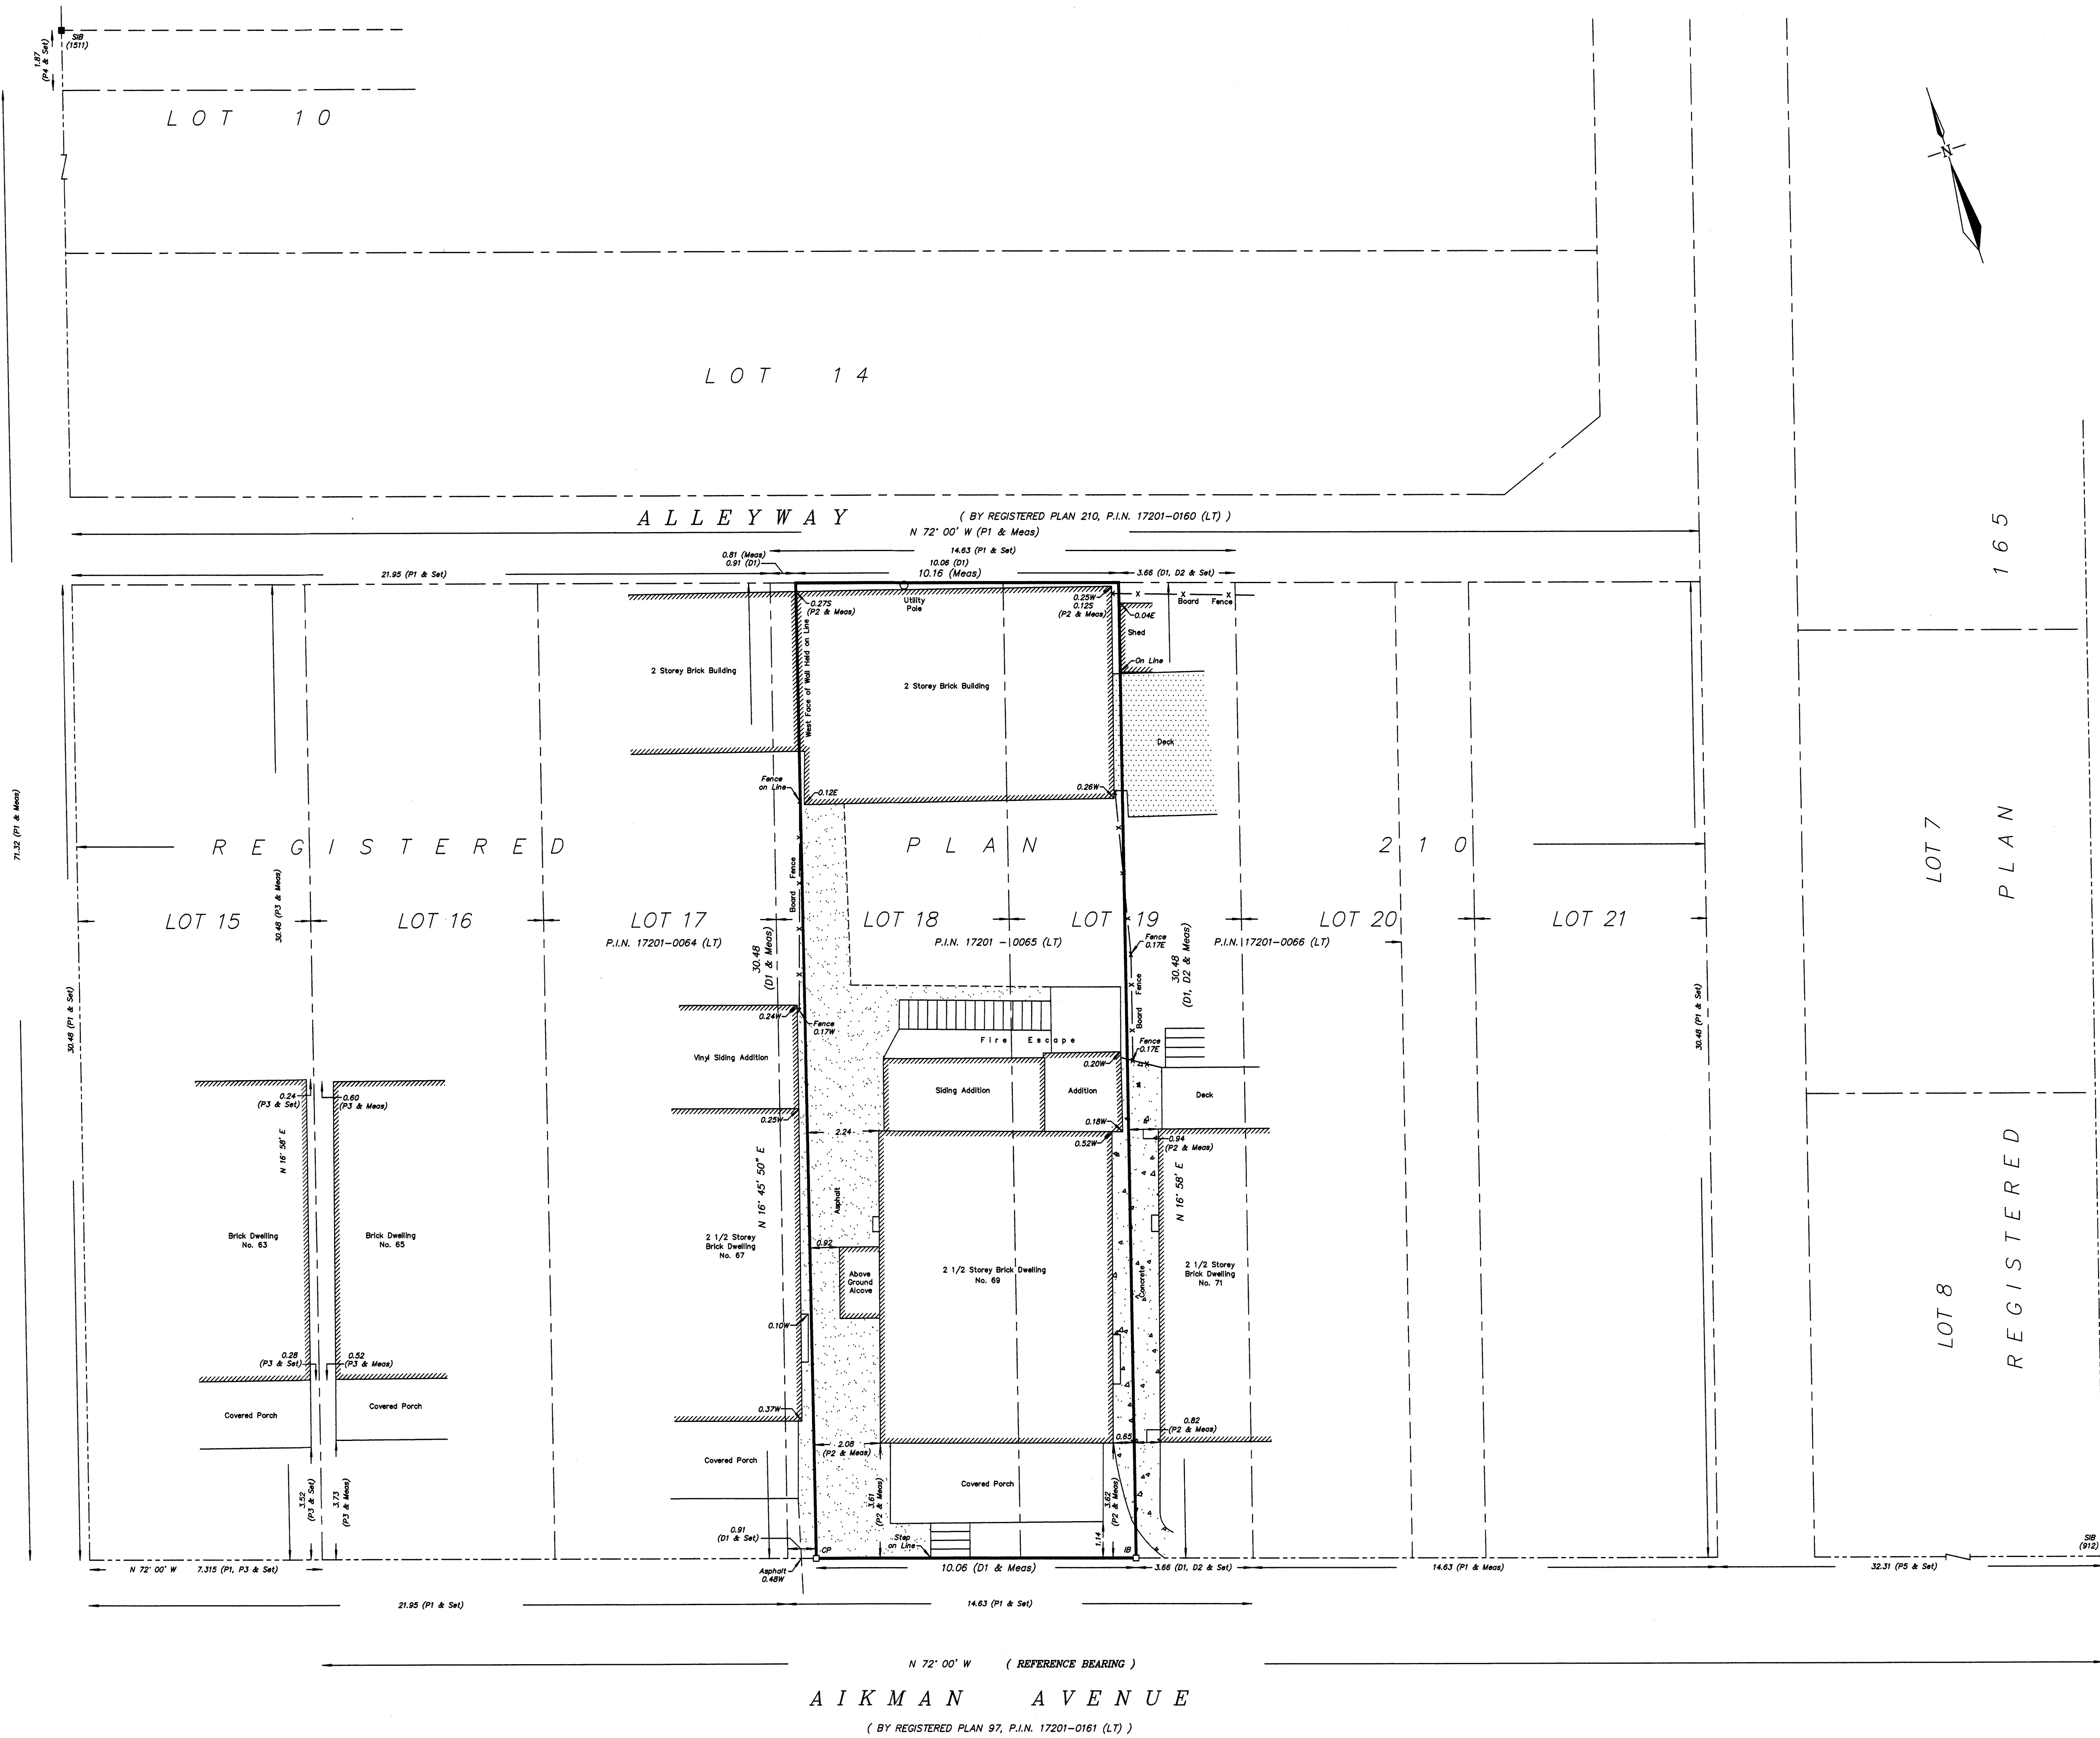 SIB
(1511)
1.87
(P4 & Set)
LOT 10
N
LOT 14
ALLEYWAY
( BY REGISTERED PLAN 210, P.I.N. 17201-0160 (LT) )
N 72° 00' W (P1 & Meas)
14.63 (P1 & Set)
0.81 (Meas)
0.91 (D1)
10.06 (D1)
10.16 (Meas)
21.95 (P1 & Set)
3.66 (D1, D2 & Set)
0.27S
(P2 & Meas)
Utility
Pole
0.25W
0.12S
(P2 & Meas)
Board Fence
0.04E
Shed
On Line
2 Storey Brick Building
West Face of Wall Held on Line
2 Storey Brick Building
Deck
Fence
on Line
0.12E
0.26W
71.32 (P1 & Meas)
REGISTERED PLAN 210
30.48 (P3 & Meas)
Board Fence
LOT 15
LOT 16
LOT 17
LOT 18
LOT 19
LOT 20
LOT 21
P.I.N. 17201-0064 (LT)
P.I.N. 17201 - 0065 (LT)
P.I.N. 17201-0066 (LT)
30.48
(D1 & Meas)
Fence
0.17E
30.48
(D1, D2 & Meas)
Board Fence
30.48 (P1 & Set)
30.48 (P1 & Set)
0.24W
Fence
0.17W
Fire Escape
Fence
0.17E
Vinyl Siding Addition
0.20W
Siding Addition
Addition
Deck
0.24
(P3 & Set)
0.60
(P3 & Meas)
0.25W
0.18W
2.24
0.52W
0.94
(P2 & Meas)
N 16° 58' E
N 16° 45' 50" E
N 16° 58' E
Asphalt
Brick Dwelling
No. 63
Brick Dwelling
No. 65
2 1/2 Storey
Brick Dwelling
No. 67
0.92
Above
Ground
Alcove
2 1/2 Storey Brick Dwelling
No. 69
Concrete
2 1/2 Storey
Brick Dwelling
No. 71
0.10W
0.28
(P3 & Set)
0.52
(P3 & Meas)
0.37W
Covered Porch
Covered Porch
2.08
(P2 & Meas)
0.65
0.82
(P2 & Meas)
Covered Porch
Covered Porch
3.52
(P3 & Set)
3.73
(P3 & Meas)
3.61
(P2 & Meas)
3.62
(P2 & Meas)
0.91
(D1 & Set)
CP
Step
on Line
1.14
IB
Asphalt
0.48W
N 72° 00' W 7.315 (P1, P3 & Set)
10.06 (D1 & Meas)
3.66 (D1, D2 & Set)
14.63 (P1 & Meas)
32.31 (P5 & Set)
SIB
(912)
21.95 (P1 & Set)
14.63 (P1 & Set)
LOT 7
LOT 8
REGISTERED PLAN 165
N 72° 00' W ( REFERENCE BEARING )
AIKMAN AVENUE
( BY REGISTERED PLAN 97, P.I.N. 17201-0161 (LT) )